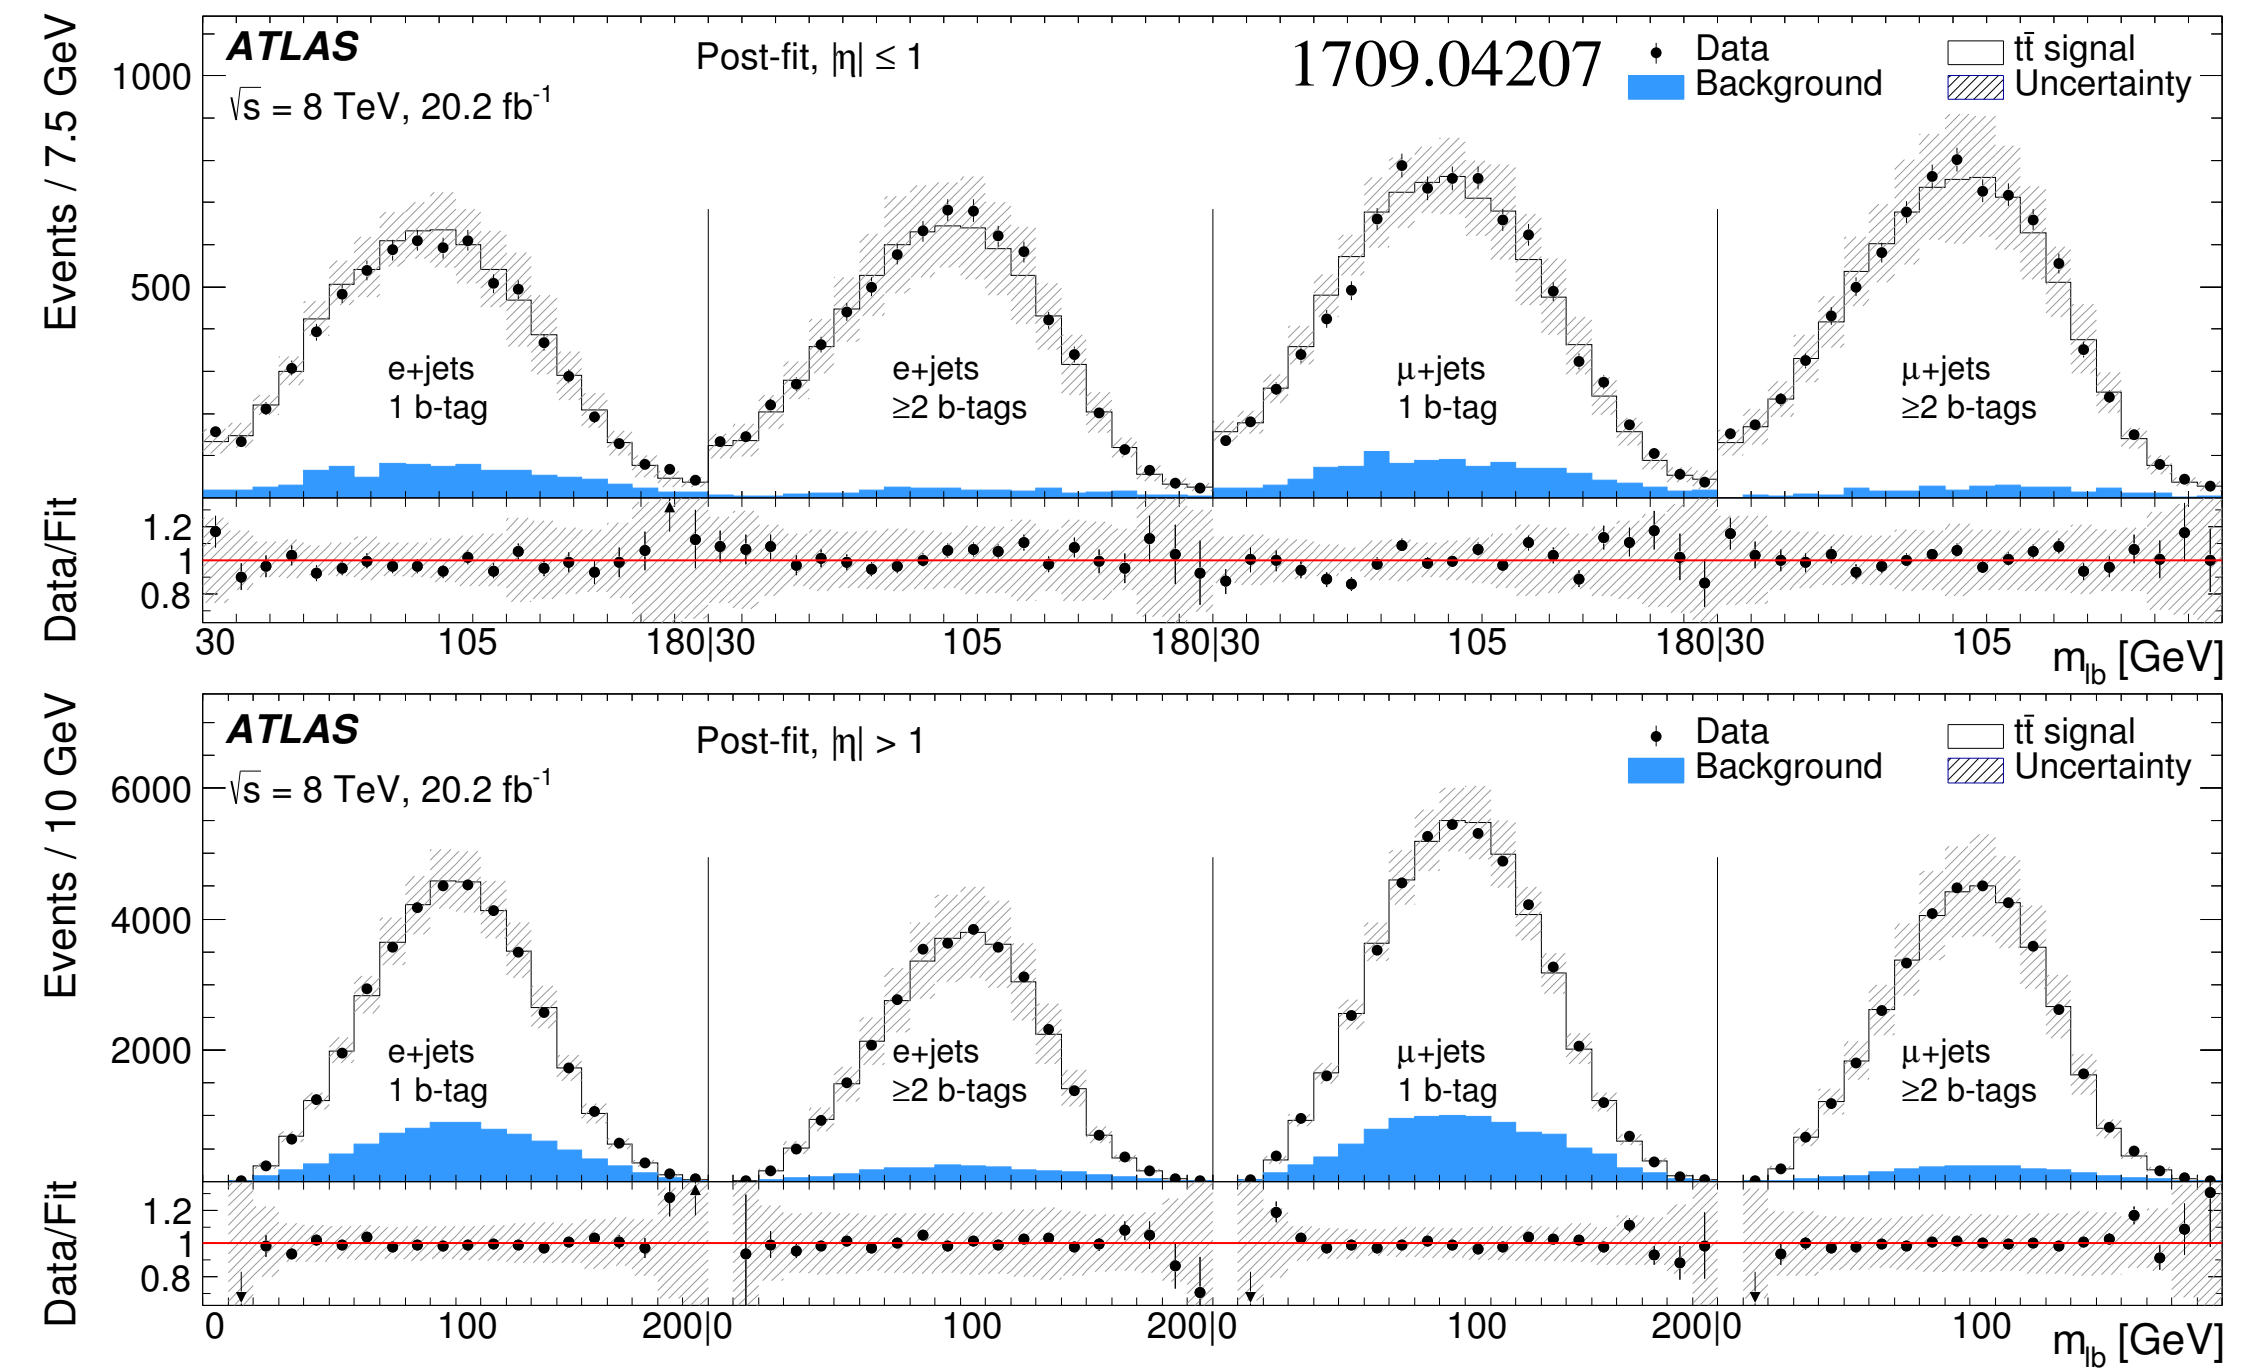 ATLAS
√s = 8 TeV, 20.2 fb⁻¹
Post-fit, |η| ≤ 1
1709.04207
Data
tt̄ signal
Background
Uncertainty
Events / 7.5 GeV
1000
500
e+jets
1 b-tag
e+jets
≥2 b-tags
μ+jets
1 b-tag
μ+jets
≥2 b-tags
Data/Fit
1.2
1
0.8
30 105 180|30 105 180|30 105 180|30 105
m_lb [GeV]
ATLAS
√s = 8 TeV, 20.2 fb⁻¹
Post-fit, |η| > 1
Data
tt̄ signal
Background
Uncertainty
Events / 10 GeV
6000
4000
2000
e+jets
1 b-tag
e+jets
≥2 b-tags
μ+jets
1 b-tag
μ+jets
≥2 b-tags
Data/Fit
1.2
1
0.8
0 100 200|0 100 200|0 100 200|0 100
m_lb [GeV]